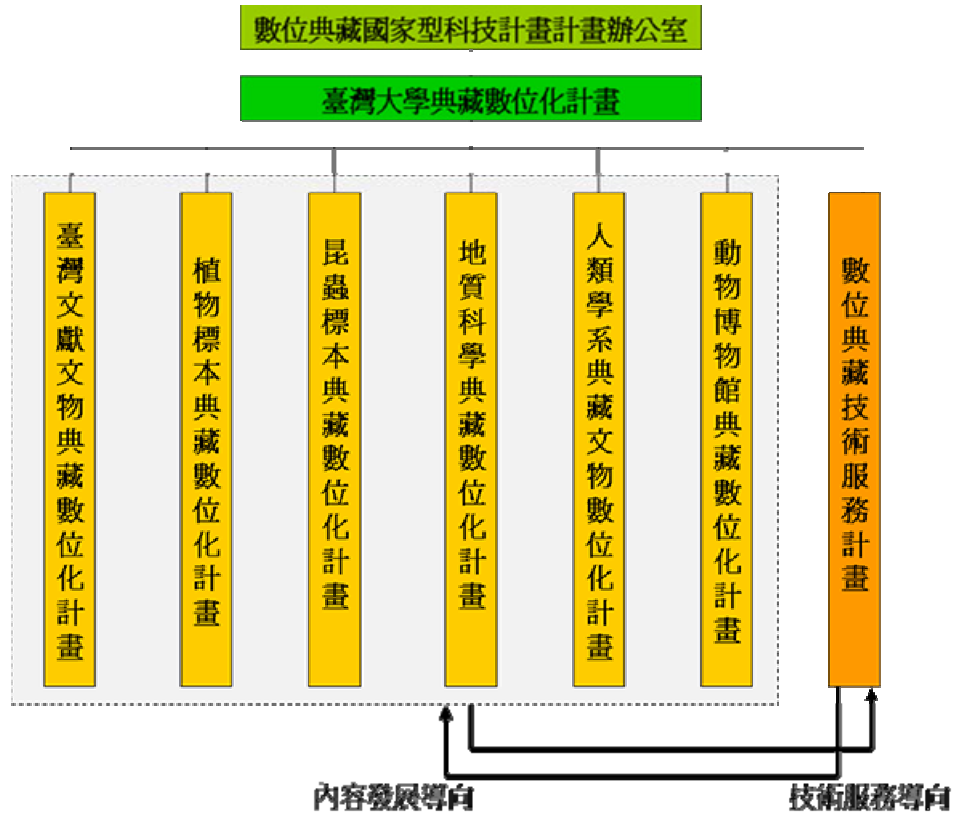 數位典藏國家型科技計畫計畫辦公室
臺灣大學典藏數位化計畫
臺灣文獻文物典藏數位化計畫
植物標本典藏數位化計畫
昆蟲標本典藏數位化計畫
地質科學典藏數位化計畫
人類學系典藏文物數位化計畫
動物博物館典藏數位化計畫
數位典藏技術服務計畫
內容發展導向
技術服務導向